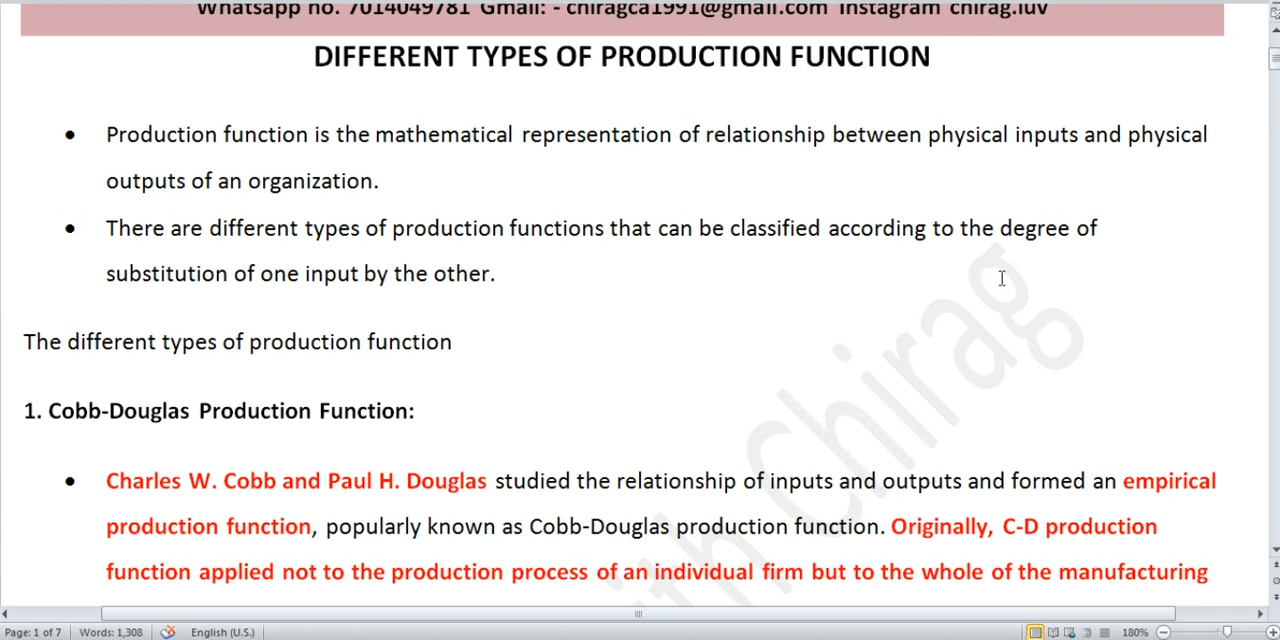 Whatsapp no. 7014049781 Gmail: - chiragca1991@gmail.com Instagram chirag.luv
DIFFERENT TYPES OF PRODUCTION FUNCTION
• Production function is the mathematical representation of relationship between physical inputs and physical
outputs of an organization.
• There are different types of production functions that can be classified according to the degree of
substitution of one input by the other.
The different types of production function
1. Cobb-Douglas Production Function:
• Charles W. Cobb and Paul H. Douglas studied the relationship of inputs and outputs and formed an empirical
production function, popularly known as Cobb-Douglas production function. Originally, C-D production
function applied not to the production process of an individual firm but to the whole of the manufacturing
ith Chirag
Page: 1 of 7 Words: 1,308 English (U.S.) 180%